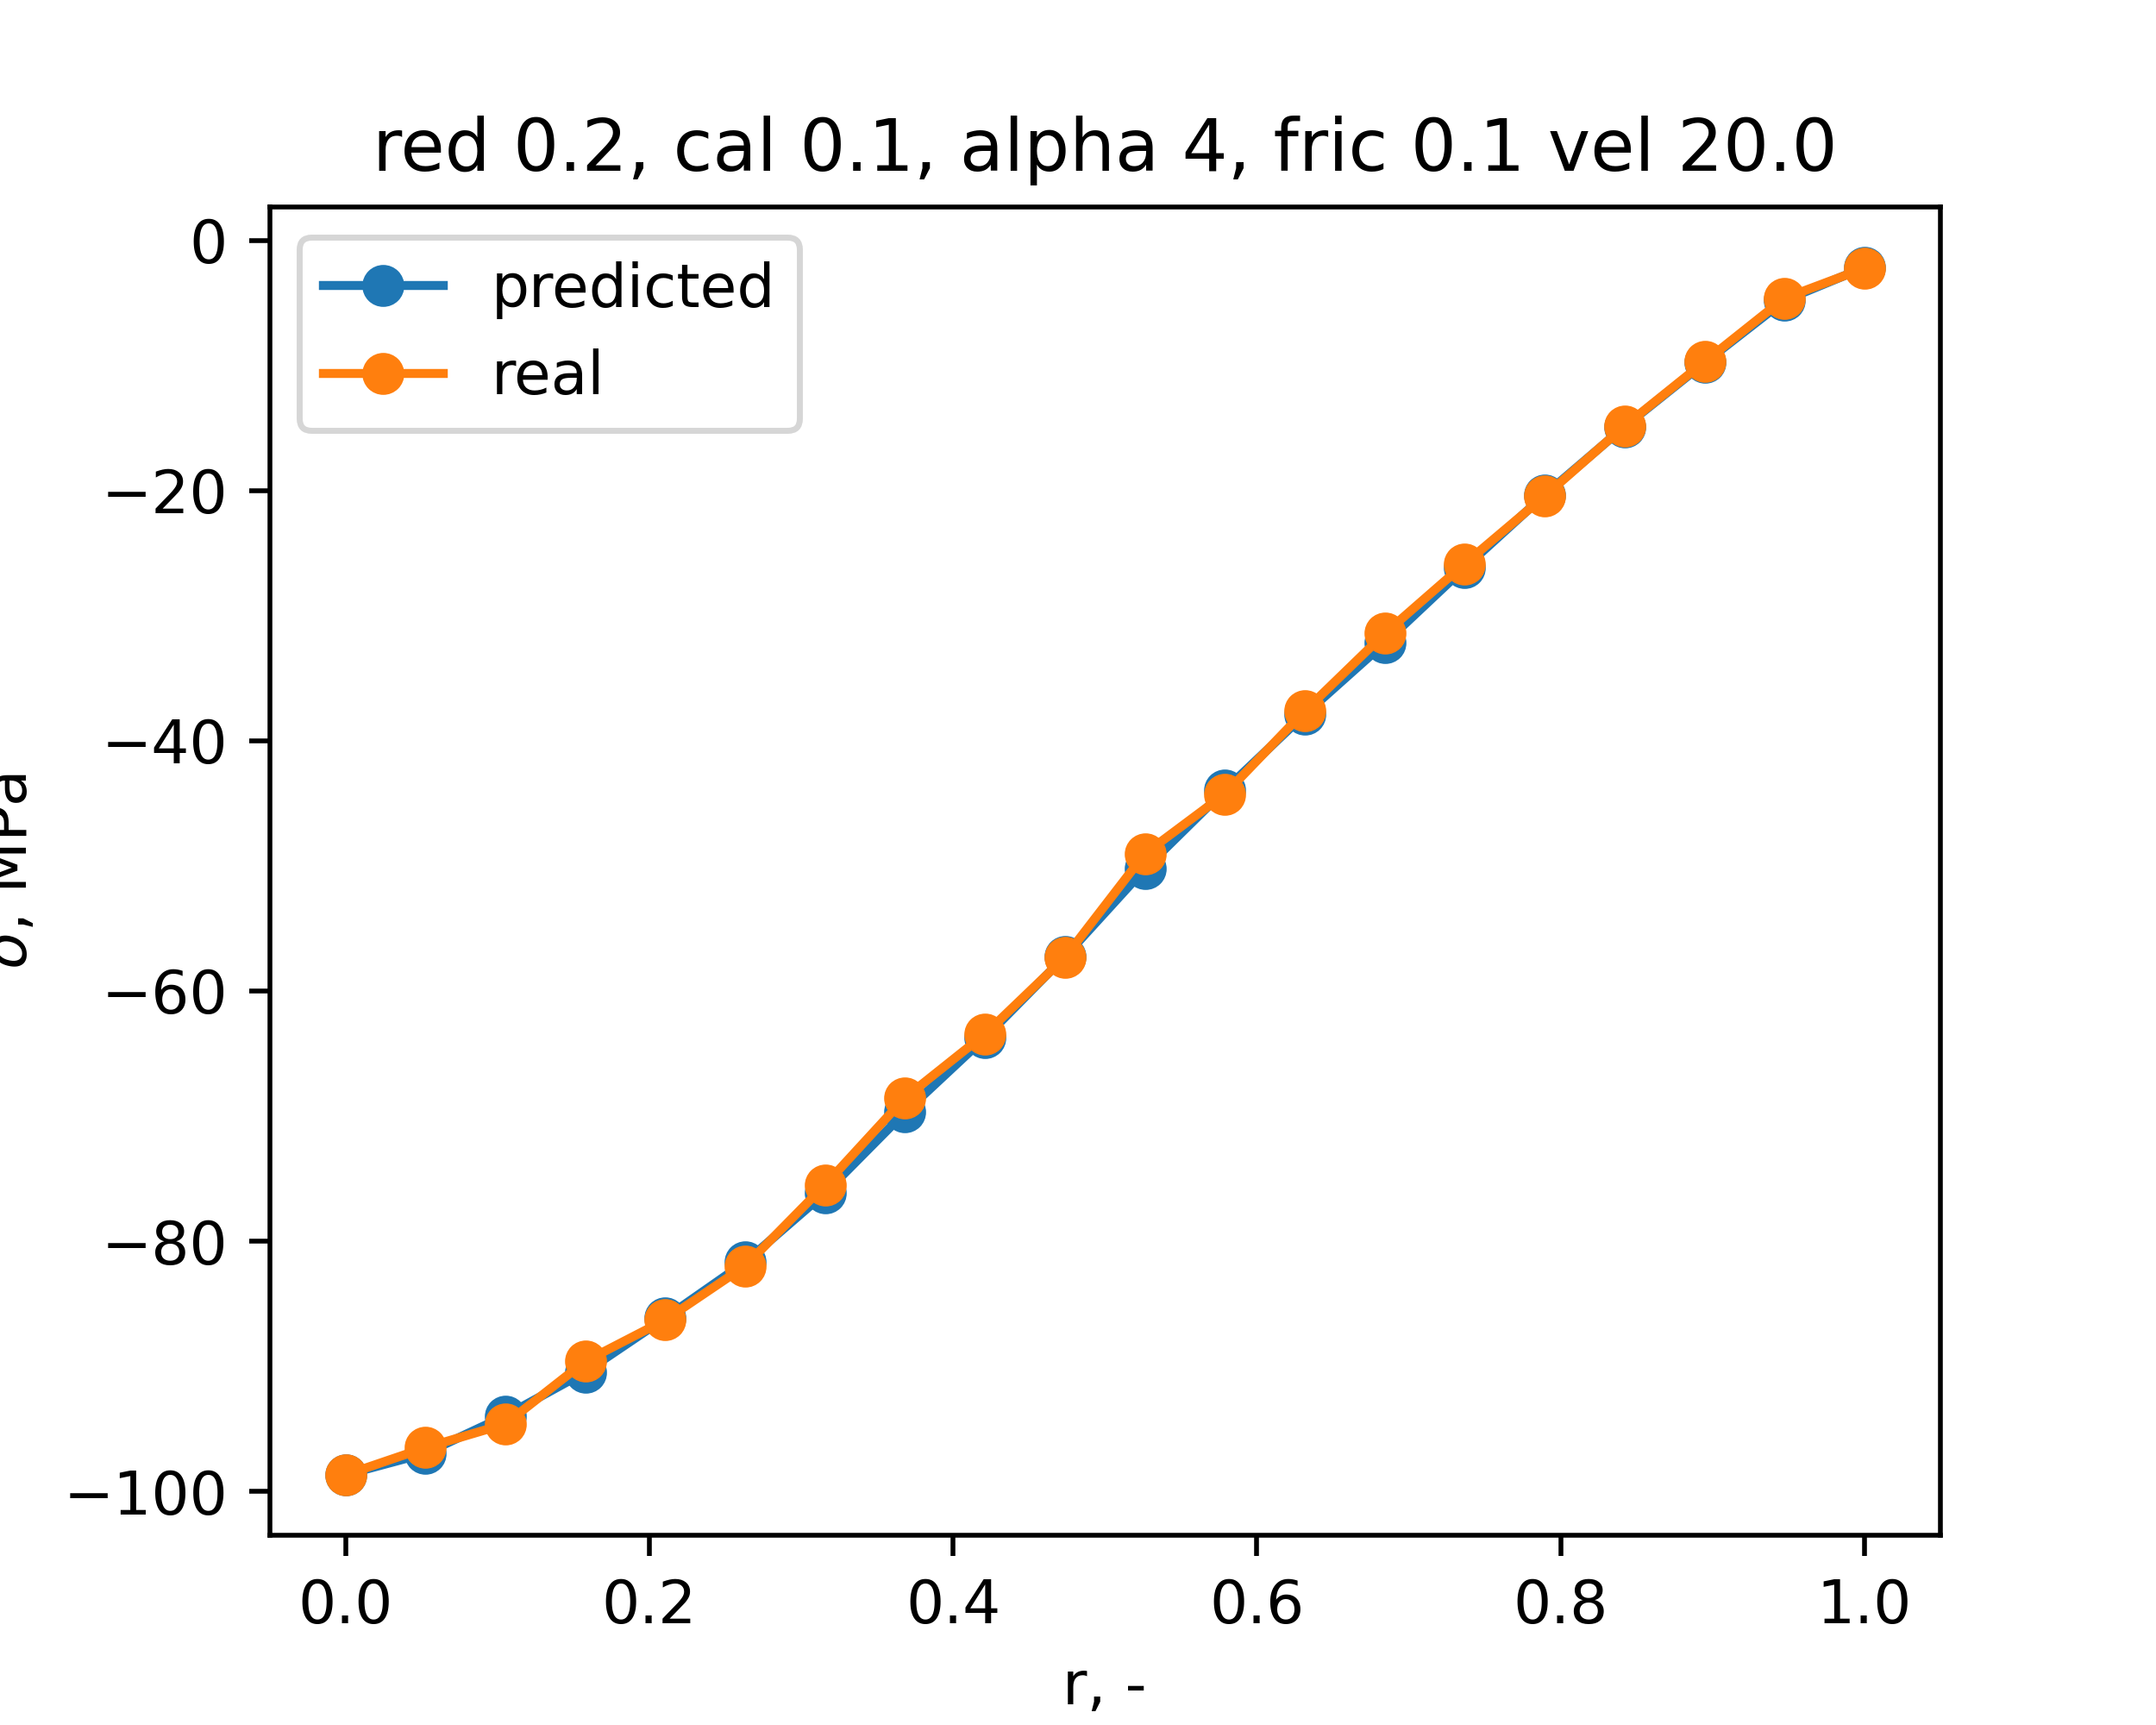 red 0.2, cal 0.1, alpha 4, fric 0.1 vel 20.0
predicted
real
0
−20
−40
−60
−80
−100
, MPa
0.0 0.2 0.4 0.6 0.8 1.0
r, -